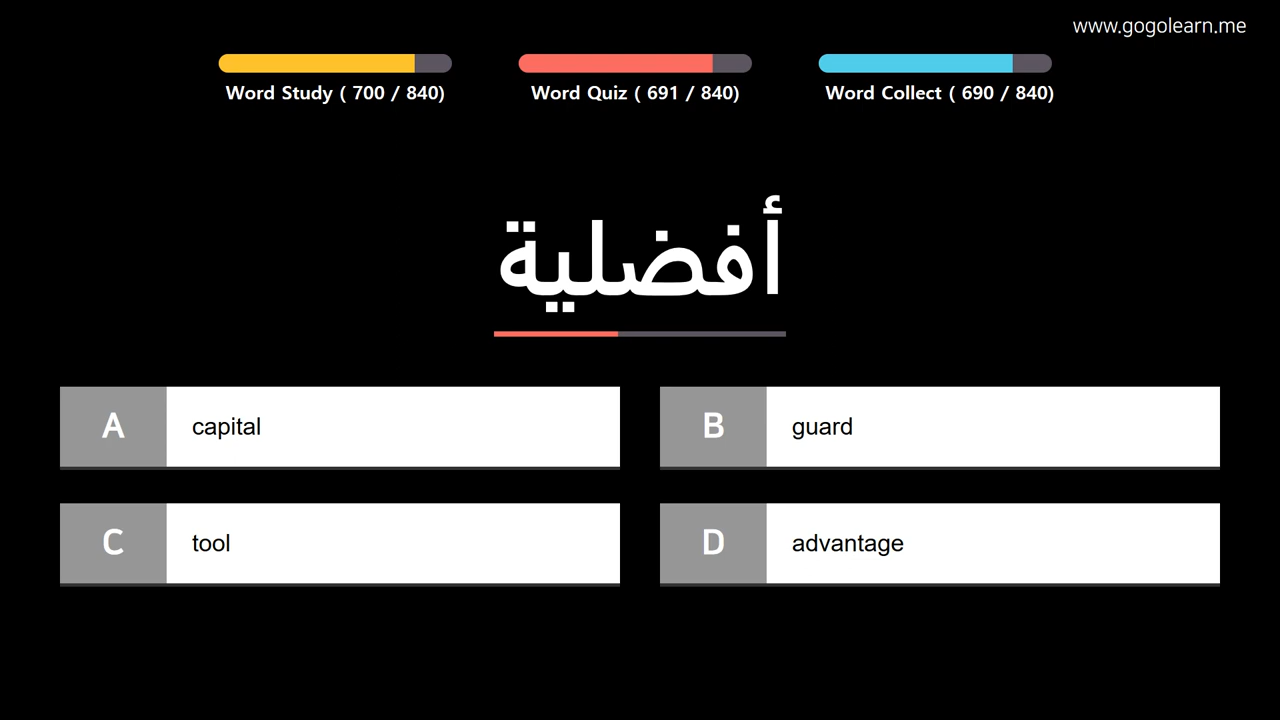 www.gogolearn.me
Word Study ( 700 / 840)
Word Quiz ( 691 / 840)
Word Collect ( 690 / 840)
أفضلية
A capital
B guard
C tool
D advantage